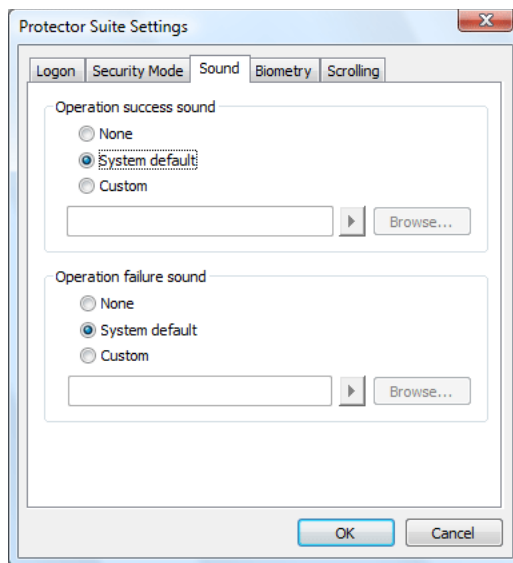 Protector Suite Settings
Logon Security Mode Sound Biometry Scrolling
Operation success sound
None
System default
Custom
Browse...
Operation failure sound
None
System default
Custom
Browse...
OK Cancel